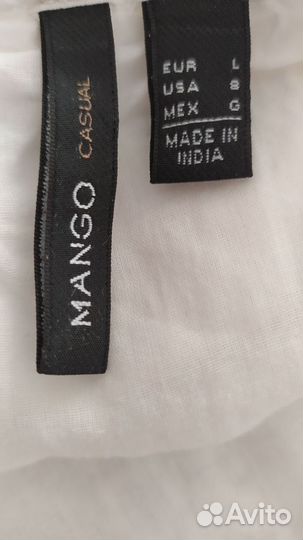 MANGO CASUAL
EUR L
USA 8
MEX G
MADE IN
INDIA
Avito